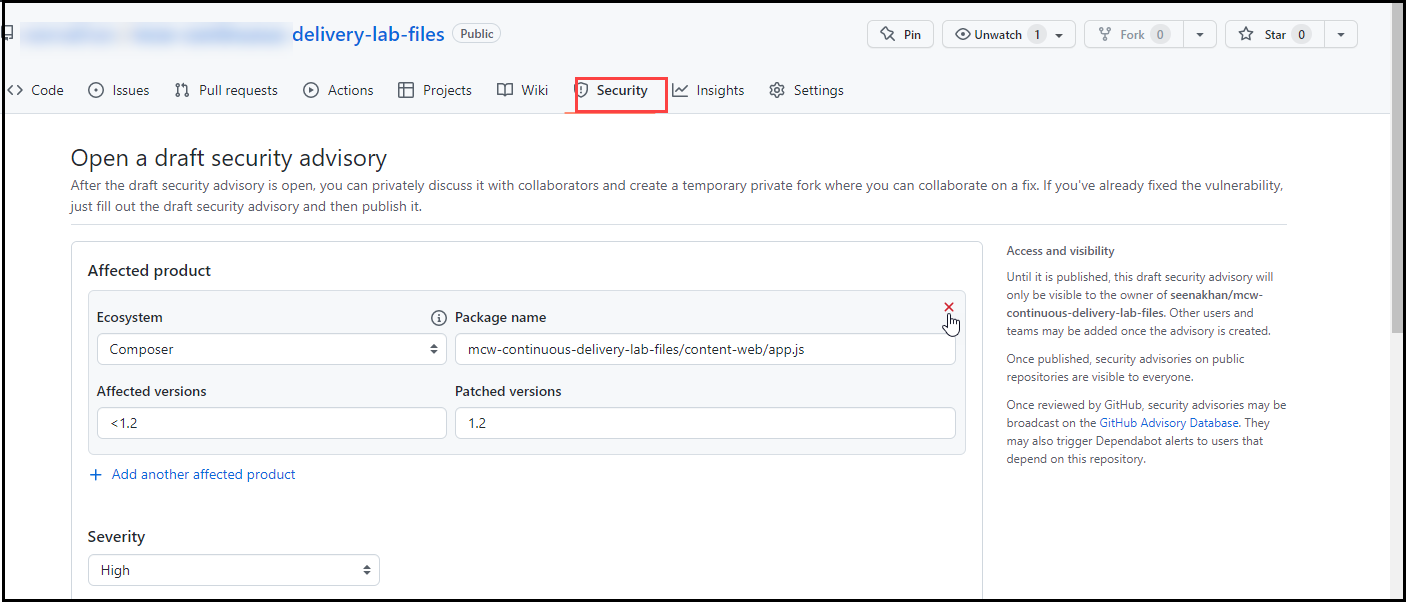 delivery-lab-files Public Pin Unwatch 1 Fork 0 Star 0
Code Issues Pull requests Actions Projects Wiki Security Insights Settings
Open a draft security advisory
After the draft security advisory is open, you can privately discuss it with collaborators and create a temporary private fork where you can collaborate on a fix. If you've already fixed the vulnerability,
just fill out the draft security advisory and then publish it.
Affected product
Ecosystem Package name
Composer mcw-continuous-delivery-lab-files/content-web/app.js
Affected versions Patched versions
<1.2 1.2
+ Add another affected product
Severity
High
Access and visibility
Until it is published, this draft security advisory will
only be visible to the owner of seenakhan/mcw-
continuous-delivery-lab-files. Other users and
teams may be added once the advisory is created.
Once published, security advisories on public
repositories are visible to everyone.
Once reviewed by GitHub, security advisories may be
broadcast on the GitHub Advisory Database. They
may also trigger Dependabot alerts to users that
depend on this repository.